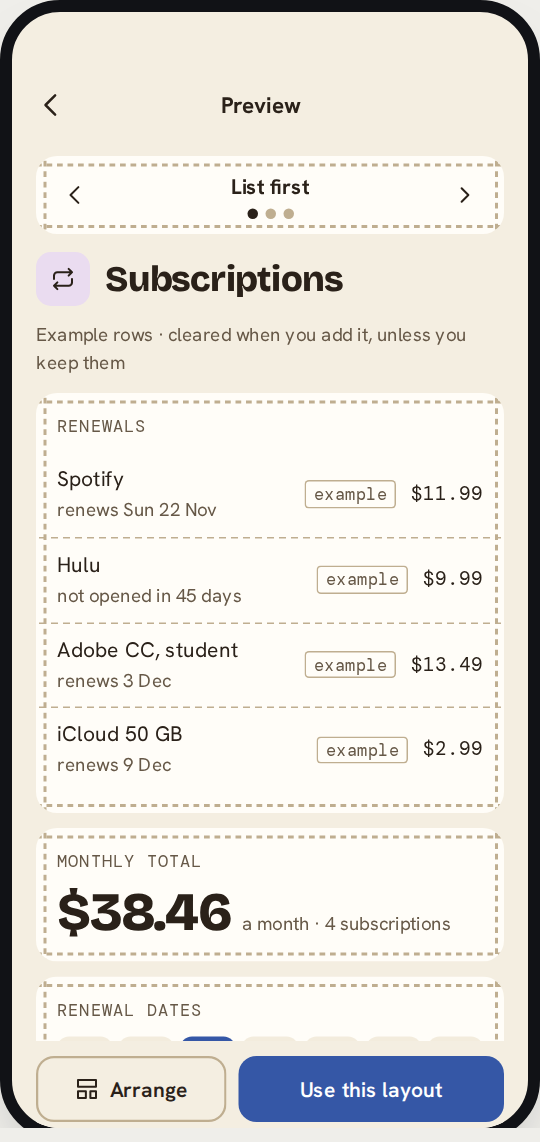 Preview
List first
Subscriptions
Example rows · cleared when you add it, unless you
keep them
RENEWALS
Spotify
renews Sun 22 Nov
example
$11.99
Hulu
not opened in 45 days
example
$9.99
Adobe CC, student
renews 3 Dec
example
$13.49
iCloud 50 GB
renews 9 Dec
example
$2.99
MONTHLY TOTAL
$38.46 a month · 4 subscriptions
RENEWAL DATES
Arrange
Use this layout